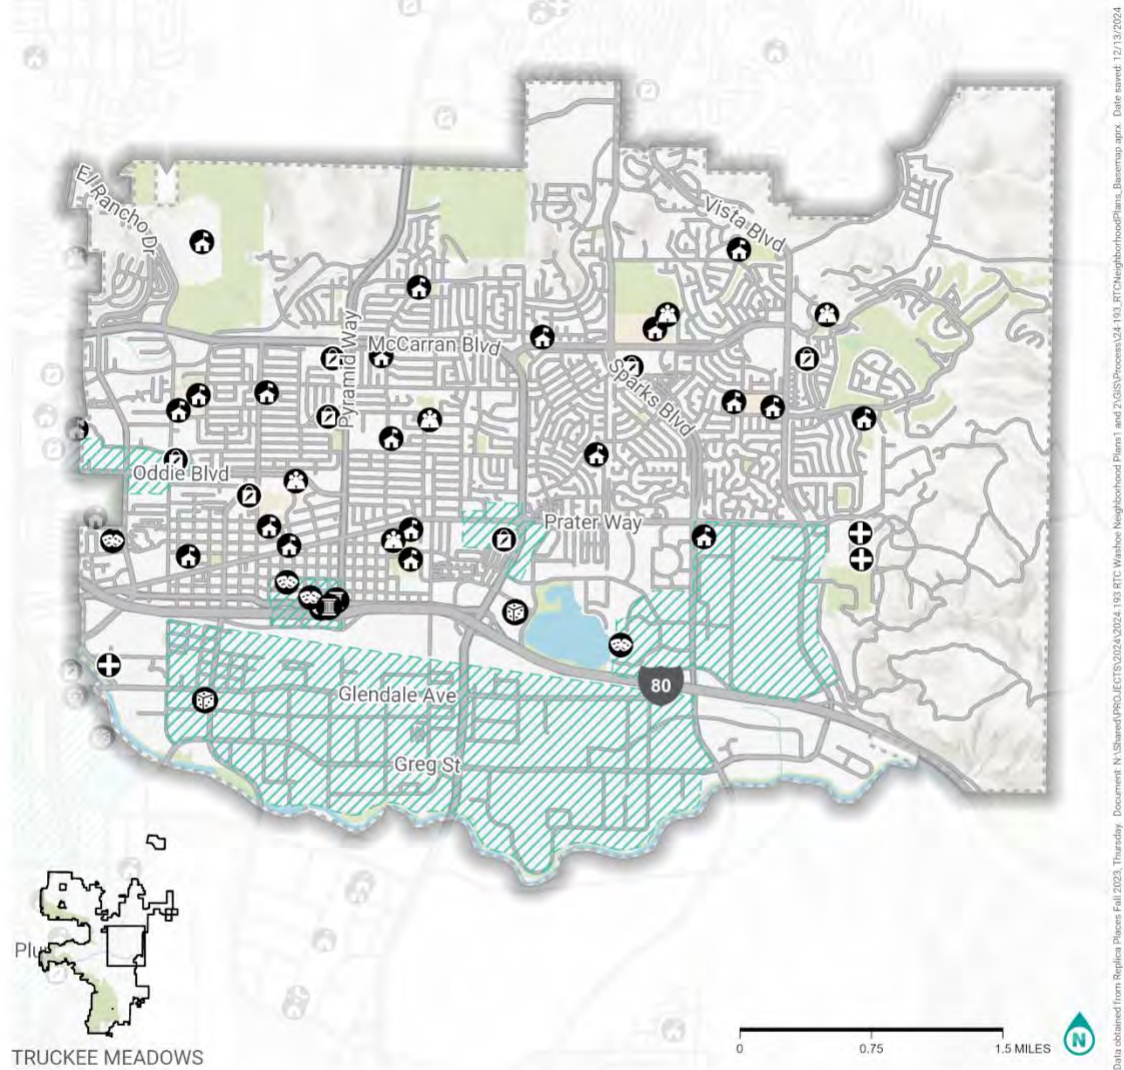 Vista Blvd
El Rancho Dr
Pyramid Way
McCarran Blvd
Sparks Blvd
Oddie Blvd
Prater Way
80
Glendale Ave
Greg St
Plu
TRUCKEE MEADOWS
0 0.75 1.5 MILES
N
Data obtained from Replica Places Fall 2023, Thursday Document: N:\Shared\PROJECTS\2024\2024.193 RTC Washoe Neighborhood Plans1 and 2\GIS\Process\24-193_RTCNeighborhoodPlans_Basemap.aprx. Date saved: 12/13/2024